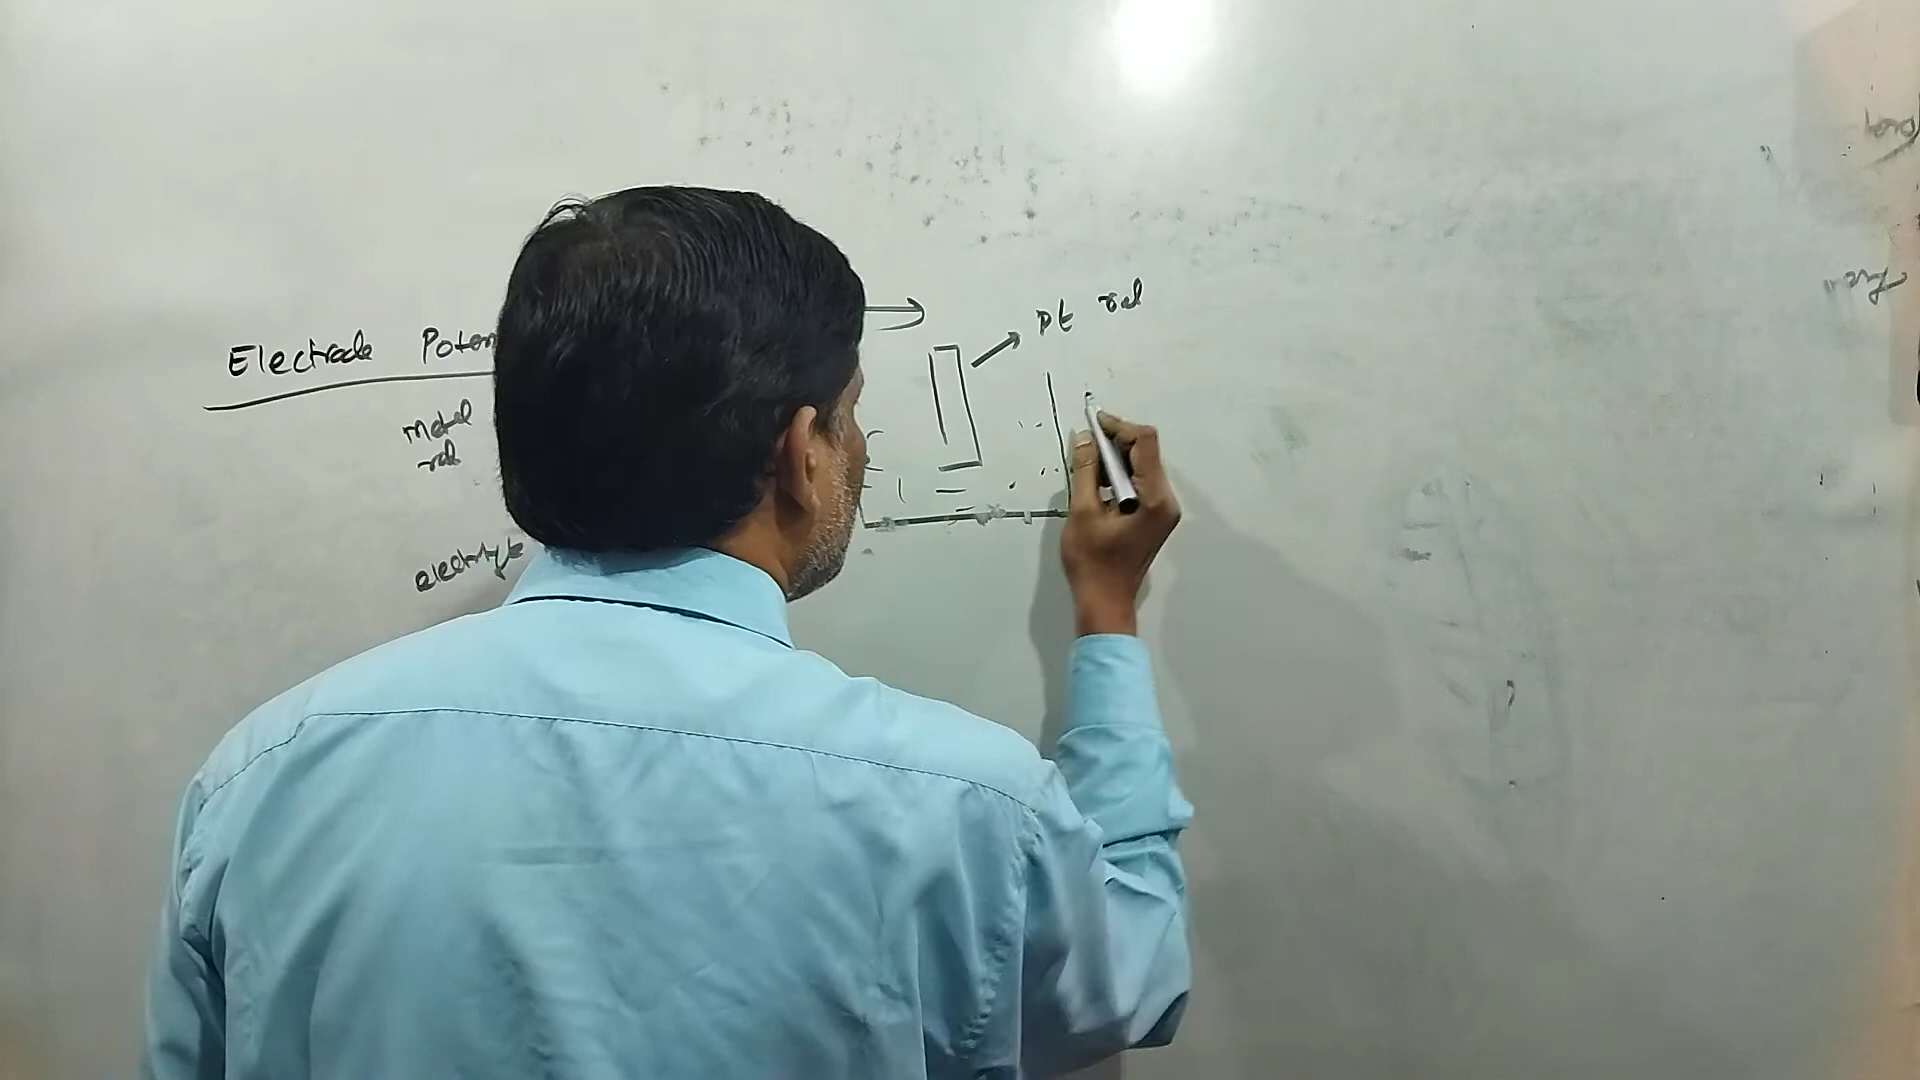 Electrode Poten
Pt rod
Metal
rod
electrolyte